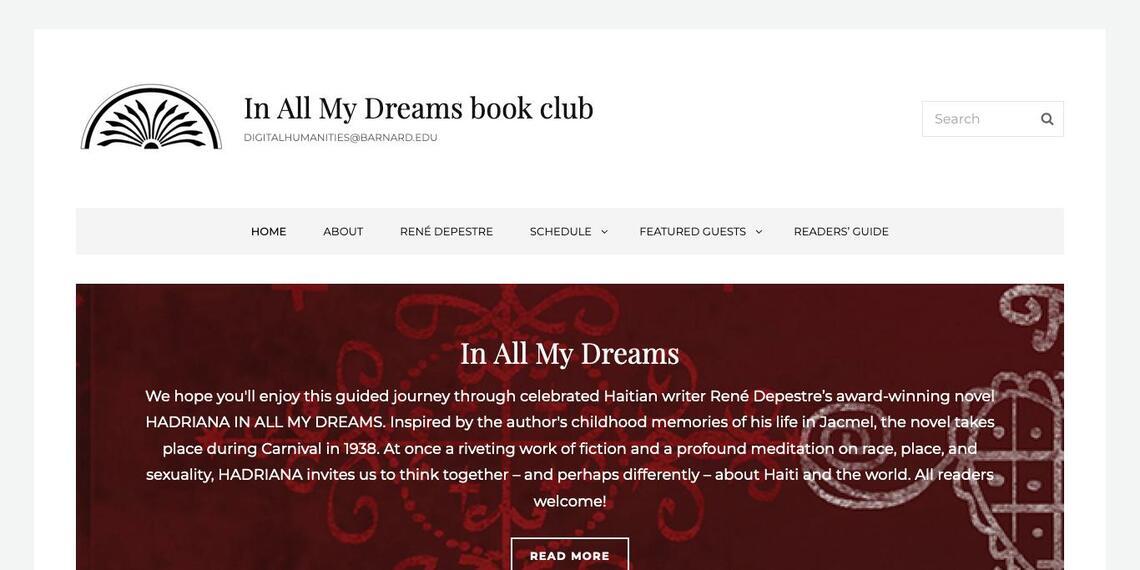 In All My Dreams book club
DIGITALHUMANITIES@BARNARD.EDU
Search
HOME ABOUT RENÉ DEPESTRE SCHEDULE FEATURED GUESTS READERS’ GUIDE
In All My Dreams
We hope you'll enjoy this guided journey through celebrated Haitian writer René Depestre’s award-winning novel
HADRIANA IN ALL MY DREAMS. Inspired by the author's childhood memories of his life in Jacmel, the novel takes
place during Carnival in 1938. At once a riveting work of fiction and a profound meditation on race, place, and
sexuality, HADRIANA invites us to think together – and perhaps differently – about Haiti and the world. All readers
welcome!
READ MORE